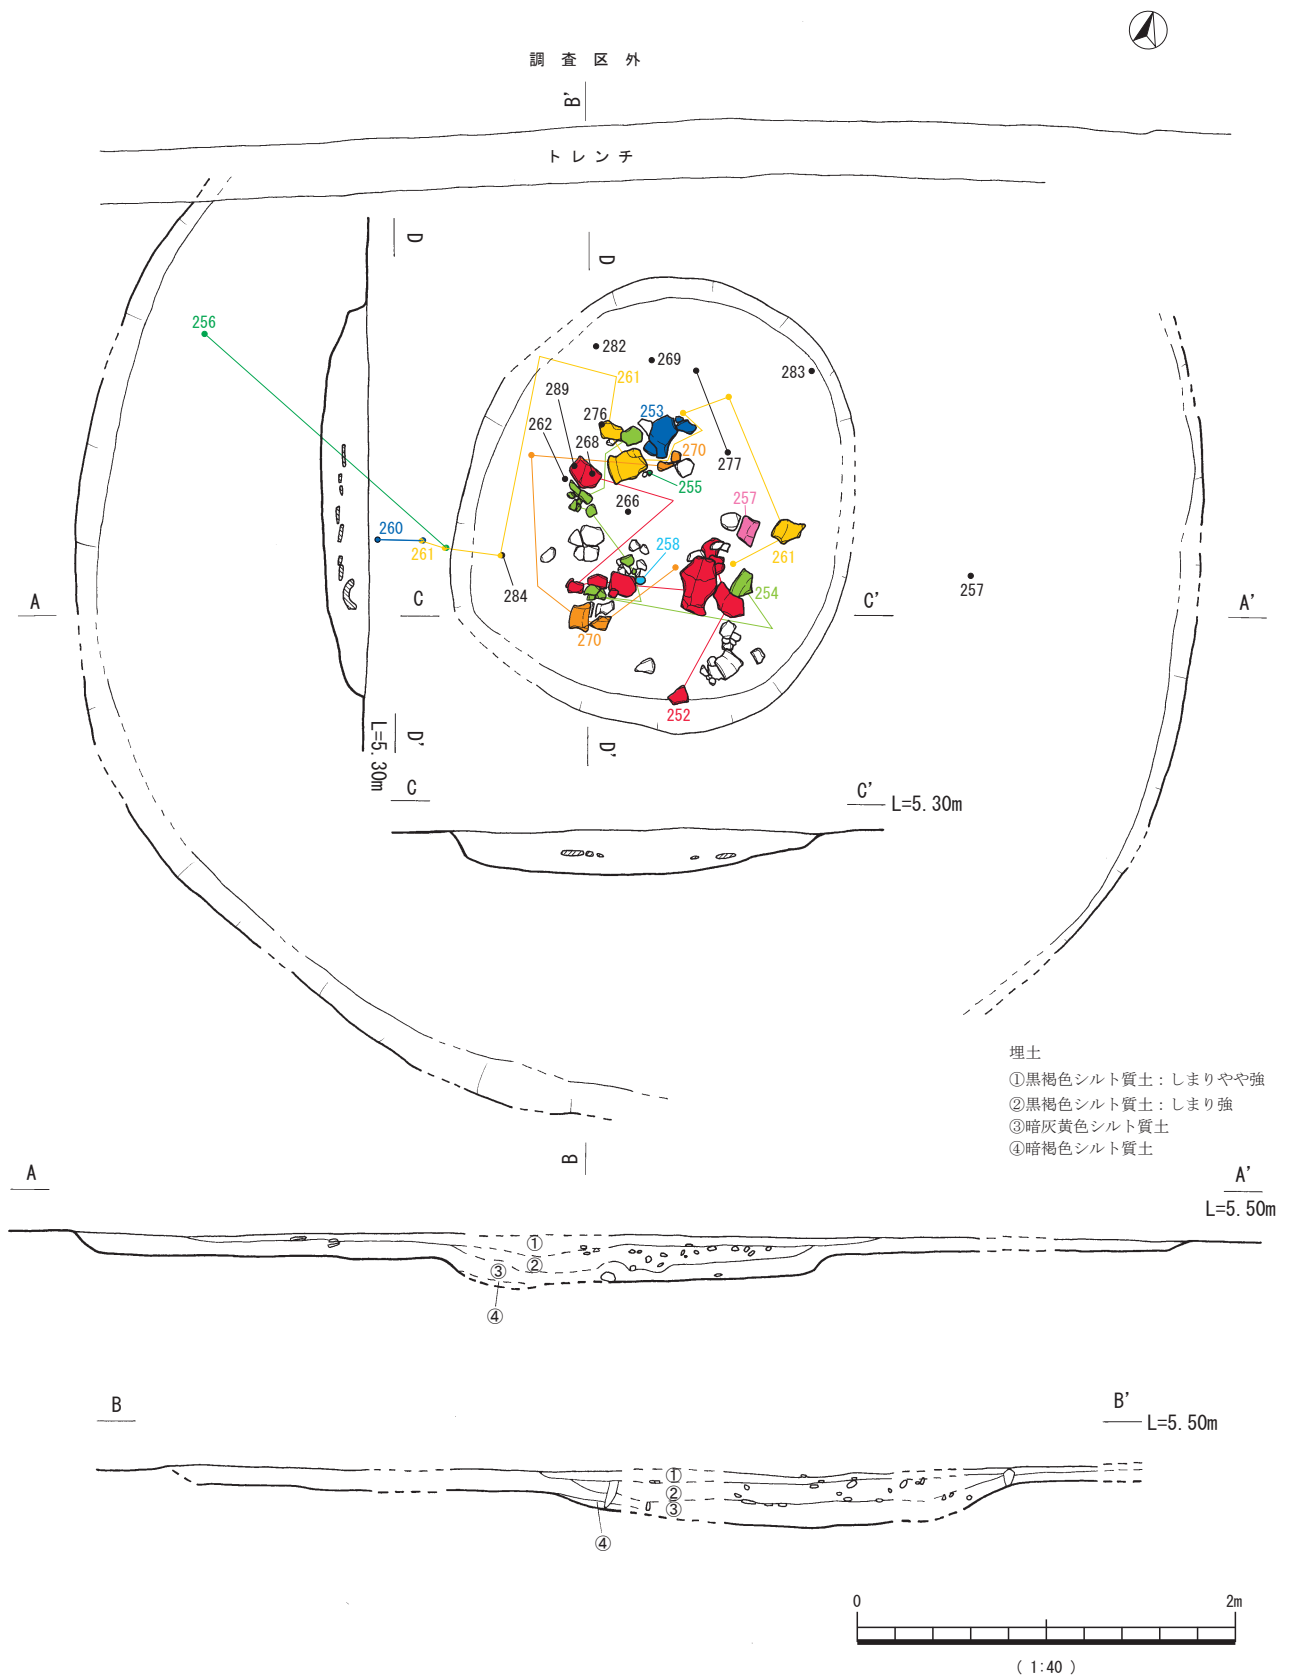 調査区外
B'
トレンチ
D
D
256
282
269
283
261
289
276
253
262
268
270
277
255
266
257
260
261
258
261
284
254
257
A
C
C'
A'
270
252
D'
D'
L=5.30m
C
C'
L=5.30m
埋土
①黒褐色シルト質土：しまりやや強
②黒褐色シルト質土：しまり強
③暗灰黄色シルト質土
④暗褐色シルト質土
B
A
A'
L=5.50m
①
②
③
④
B
B'
L=5.50m
①
②
③
④
0
2m
(1:40)